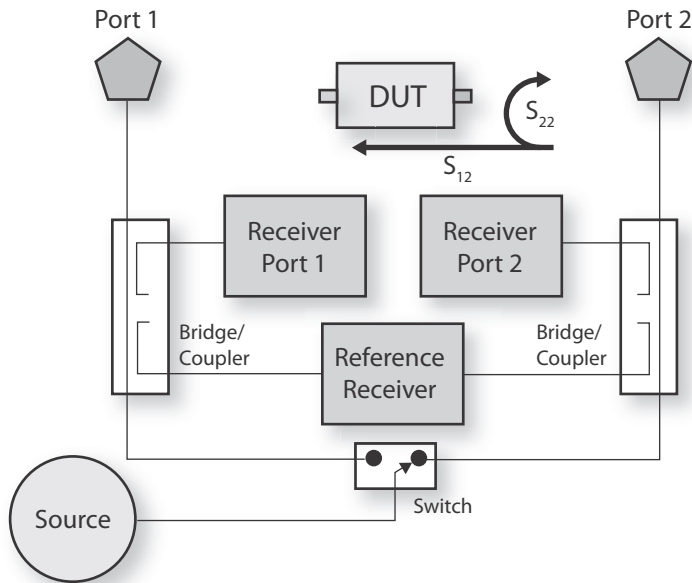 Port 1
Port 2
DUT
S22
S12
Receiver
Port 1
Receiver
Port 2
Bridge/
Coupler
Reference
Receiver
Bridge/
Coupler
Switch
Source